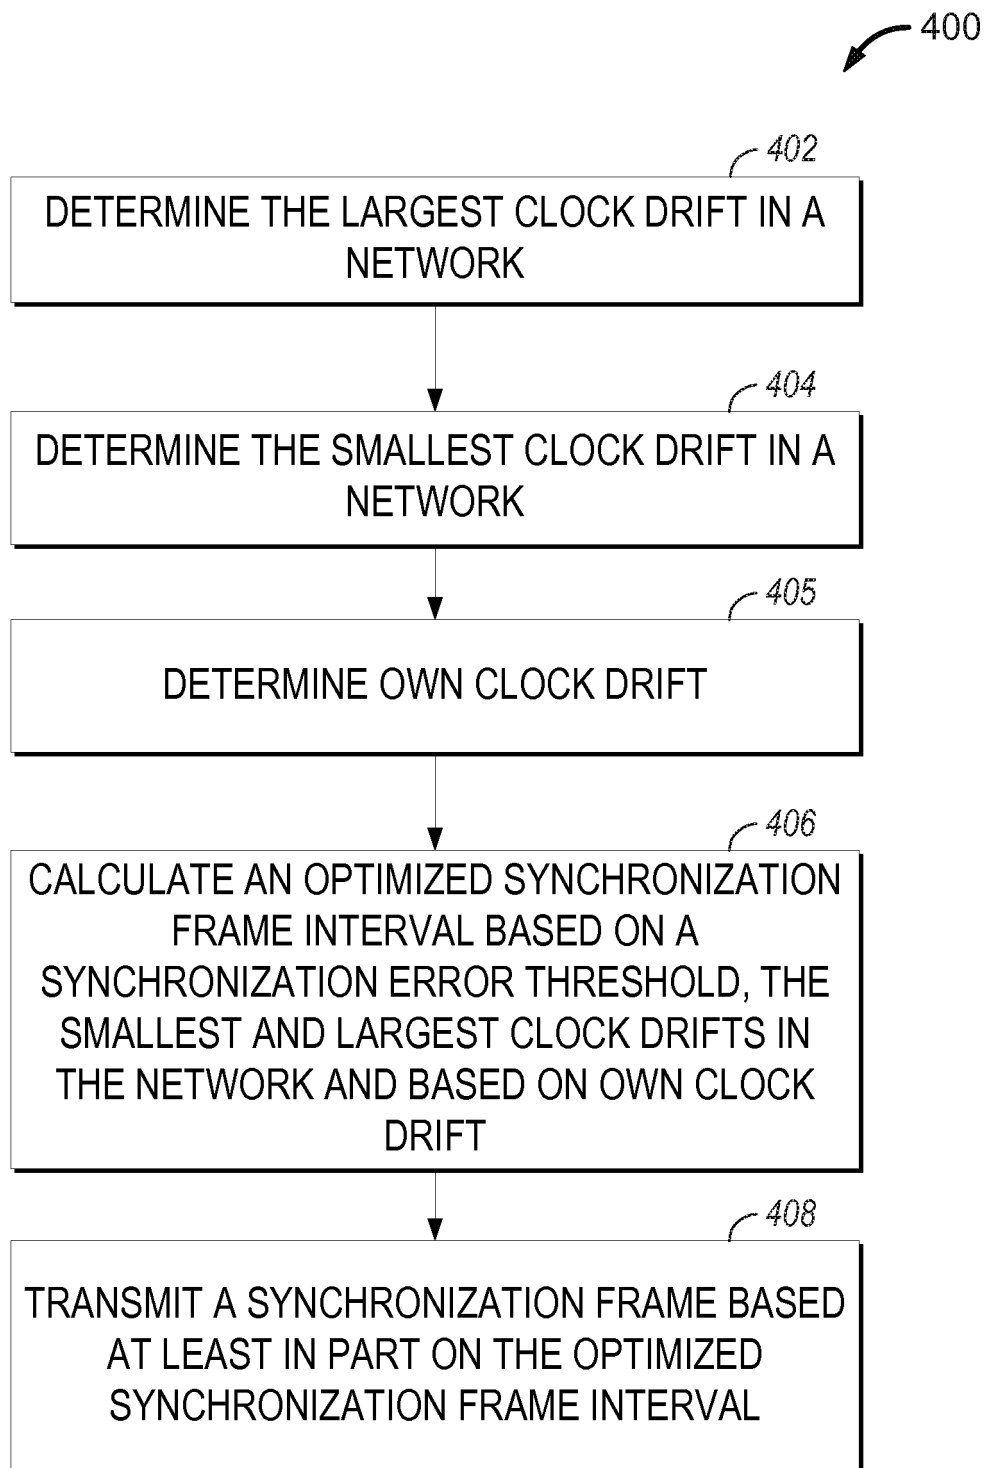 400
402
DETERMINE THE LARGEST CLOCK DRIFT IN A
NETWORK
404
DETERMINE THE SMALLEST CLOCK DRIFT IN A
NETWORK
405
DETERMINE OWN CLOCK DRIFT
406
CALCULATE AN OPTIMIZED SYNCHRONIZATION
FRAME INTERVAL BASED ON A
SYNCHRONIZATION ERROR THRESHOLD, THE
SMALLEST AND LARGEST CLOCK DRIFTS IN
THE NETWORK AND BASED ON OWN CLOCK
DRIFT
408
TRANSMIT A SYNCHRONIZATION FRAME BASED
AT LEAST IN PART ON THE OPTIMIZED
SYNCHRONIZATION FRAME INTERVAL